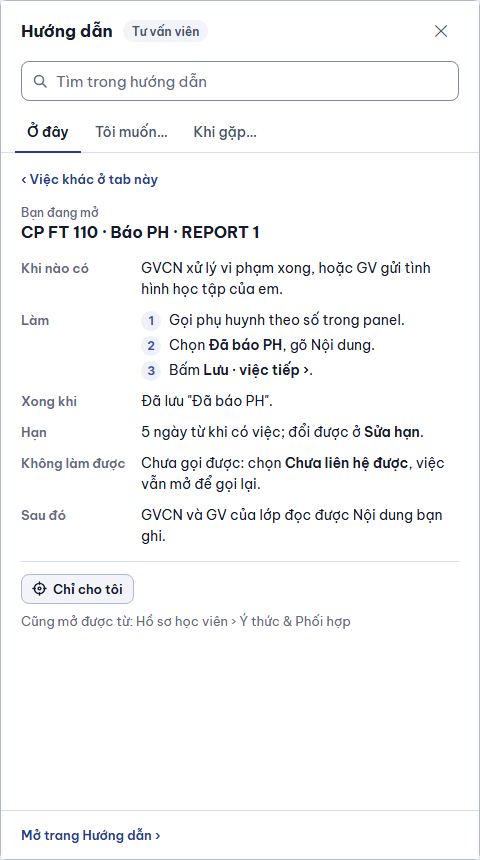 Hướng dẫn Tư vấn viên
Tìm trong hướng dẫn
Ở đây Tôi muốn... Khi gặp...
‹ Việc khác ở tab này
Bạn đang mở
CP FT 110 · Báo PH · REPORT 1
Khi nào có GVCN xử lý vi phạm xong, hoặc GV gửi tình
hình học tập của em.
Làm 1 Gọi phụ huynh theo số trong panel.
2 Chọn Đã báo PH, gõ Nội dung.
3 Bấm Lưu · việc tiếp ›.
Xong khi Đã lưu "Đã báo PH".
Hạn 5 ngày từ khi có việc; đổi được ở Sửa hạn.
Không làm được Chưa gọi được: chọn Chưa liên hệ được, việc
vẫn mở để gọi lại.
Sau đó GVCN và GV của lớp đọc được Nội dung bạn
ghi.
Chỉ cho tôi
Cũng mở được từ: Hồ sơ học viên › Ý thức & Phối hợp
Mở trang Hướng dẫn ›